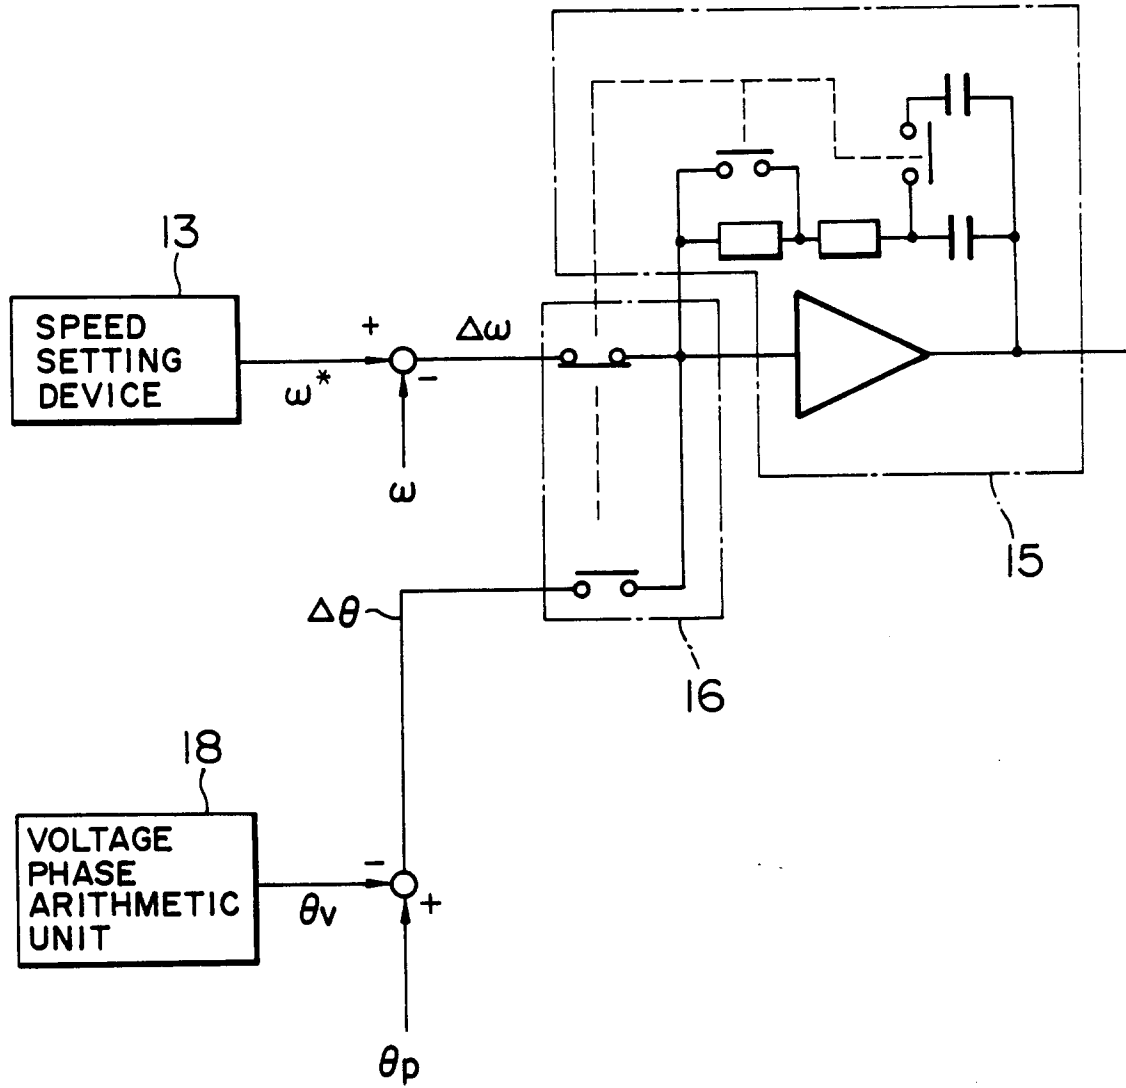 13
SPEED
SETTING
DEVICE
+
Δω
ω*
−
ω
15
Δθ
16
18
VOLTAGE
PHASE
ARITHMETIC
UNIT
−
θv
+
θp